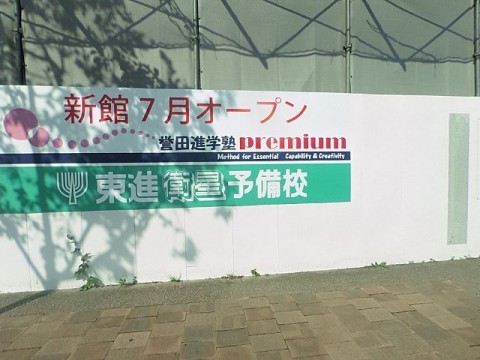 新館7月オープン
誉田進学塾premium
Method for Essential Capability & Creativity
東進衛星予備校